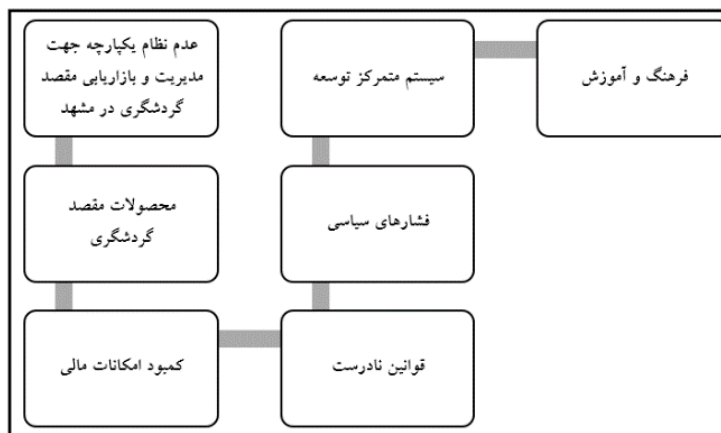 عدم نظام یکپارچه جهت
مدیریت و بازاریابی مقصد
گردشگری در مشهد
محصولات مقصد
گردشگری
کمبود امکانات مالی
قوانین نادرست
فشارهای سیاسی
سیستم متمرکز توسعه
فرهنگ و آموزش